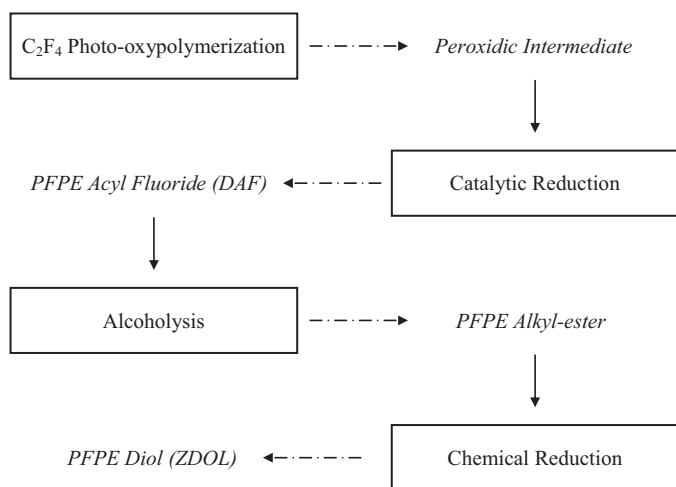 C₂F₄ Photo-oxypolymerization
Peroxidic Intermediate
PFPE Acyl Fluoride (DAF)
Catalytic Reduction
Alcoholysis
PFPE Alkyl-ester
PFPE Diol (ZDOL)
Chemical Reduction